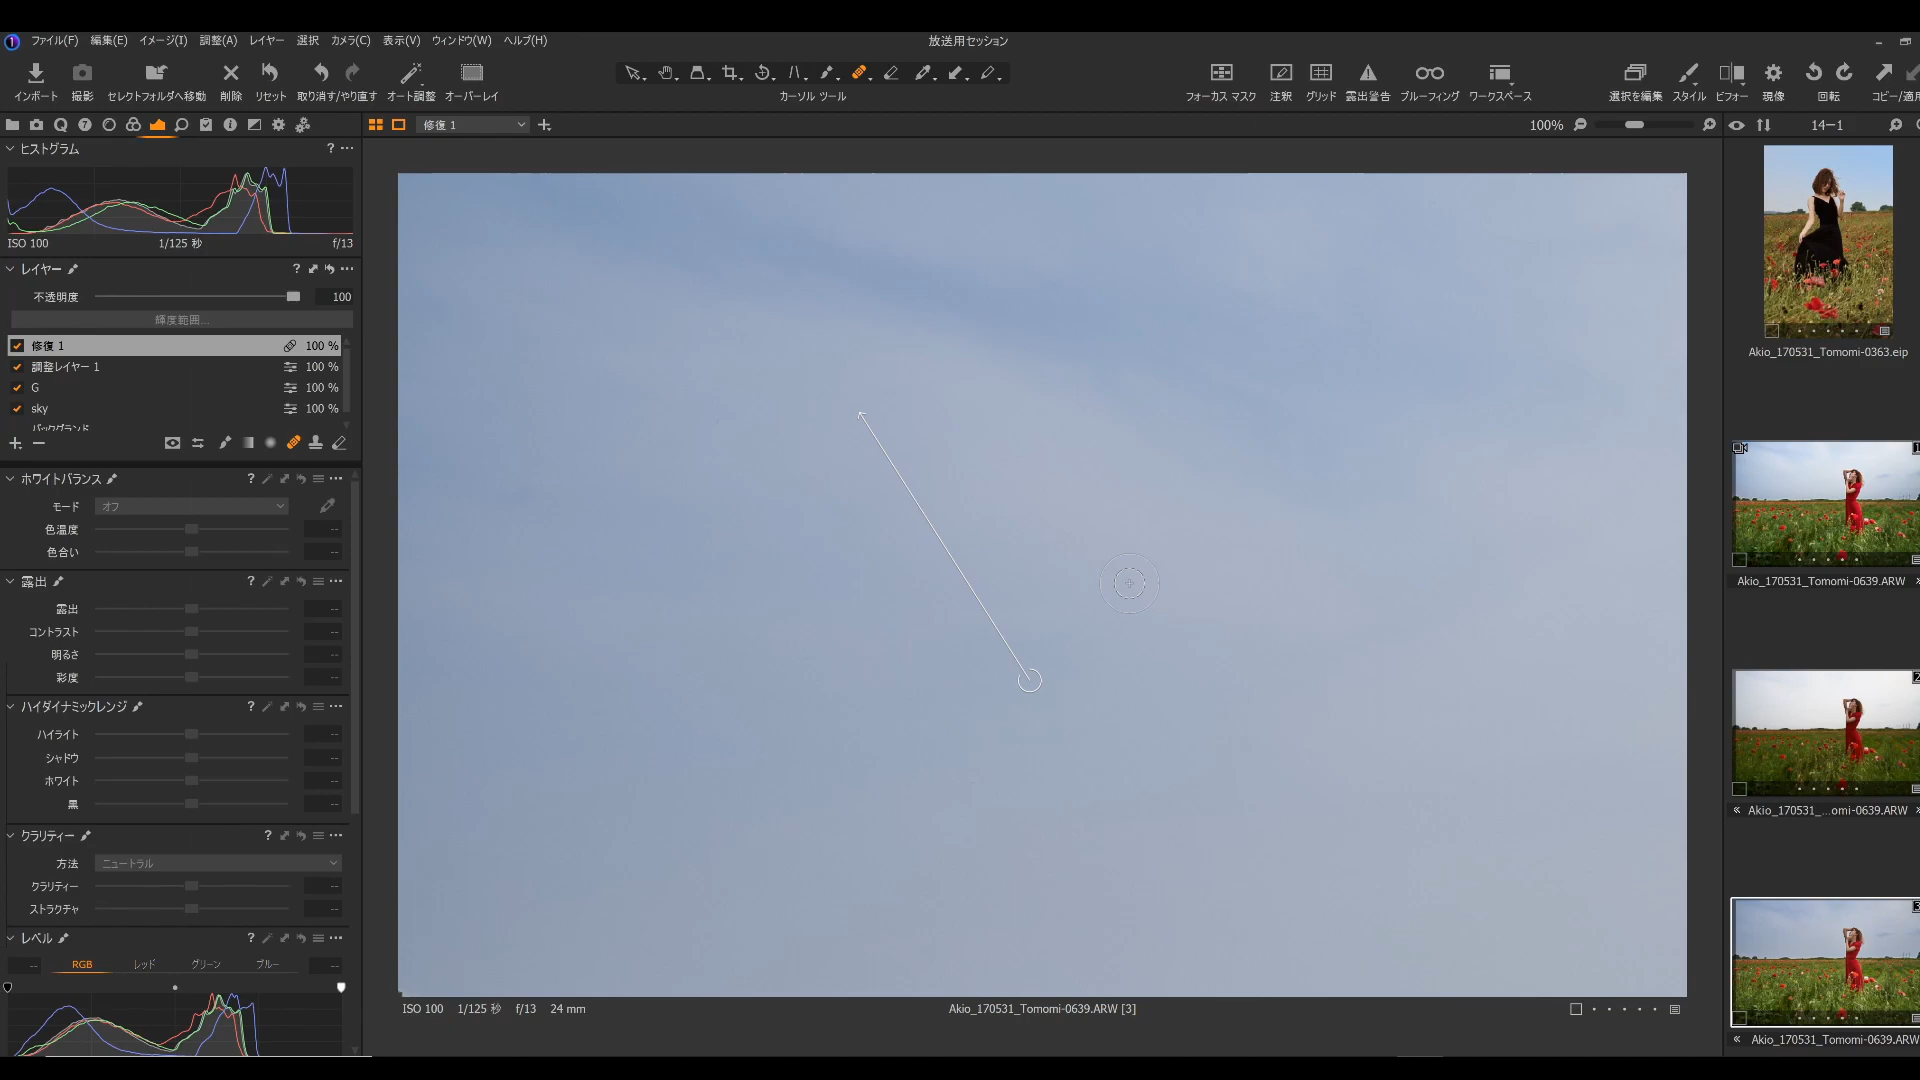 ファイル(F) 編集(E) イメージ(I) 調整(A) レイヤー 選択 カメラ(C) 表示(V) ウィンドウ(W) ヘルプ(H) 放送用セッション
インポート 撮影 セレクトフォルダへ移動 削除 リセット 取り消す/やり直す オート調整 オーバーレイ カーソル ツール フォーカス マスク 注釈 グリッド 露出警告 プルーフィング ワークスペース 選択を編集 スタイル ビフォー 現像 回転 コピー/適用
修復 1 100% 14—1
ヒストグラム
ISO 100 1/125 秒 f/13
レイヤー
不透明度 100
輝度範囲...
修復 1 100 %
調整レイヤー 1 100 %
G 100 %
sky 100 %
バックグランド
ホワイトバランス
モード オフ
色温度 --
色合い --
露出
露出 --
コントラスト --
明るさ --
彩度 --
ハイダイナミックレンジ
ハイライト --
シャドウ --
ホワイト --
黒 --
クラリティー
方法 ニュートラル
クラリティー --
ストラクチャ --
レベル
-- RGB レッド グリーン ブルー --
ISO 100 1/125 秒 f/13 24 mm Akio_170531_Tomomi-0639.ARW [3]
Akio_170531_Tomomi-0363.eip
1
Akio_170531_Tomomi-0639.ARW
2
Akio_170531_...omi-0639.ARW
3
Akio_170531_Tomomi-0639.ARW